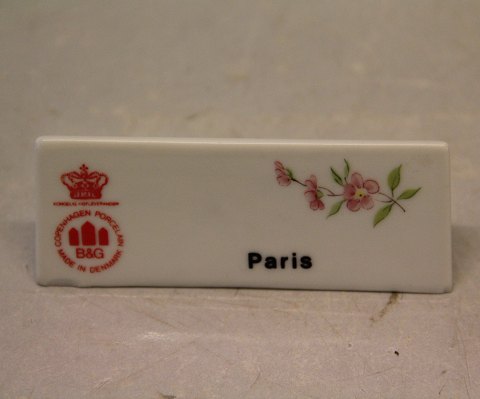 KONGELIG HOFLEVERANDØR
COPENHAGEN PORCELAIN
B&G
MADE IN DENMARK
Paris